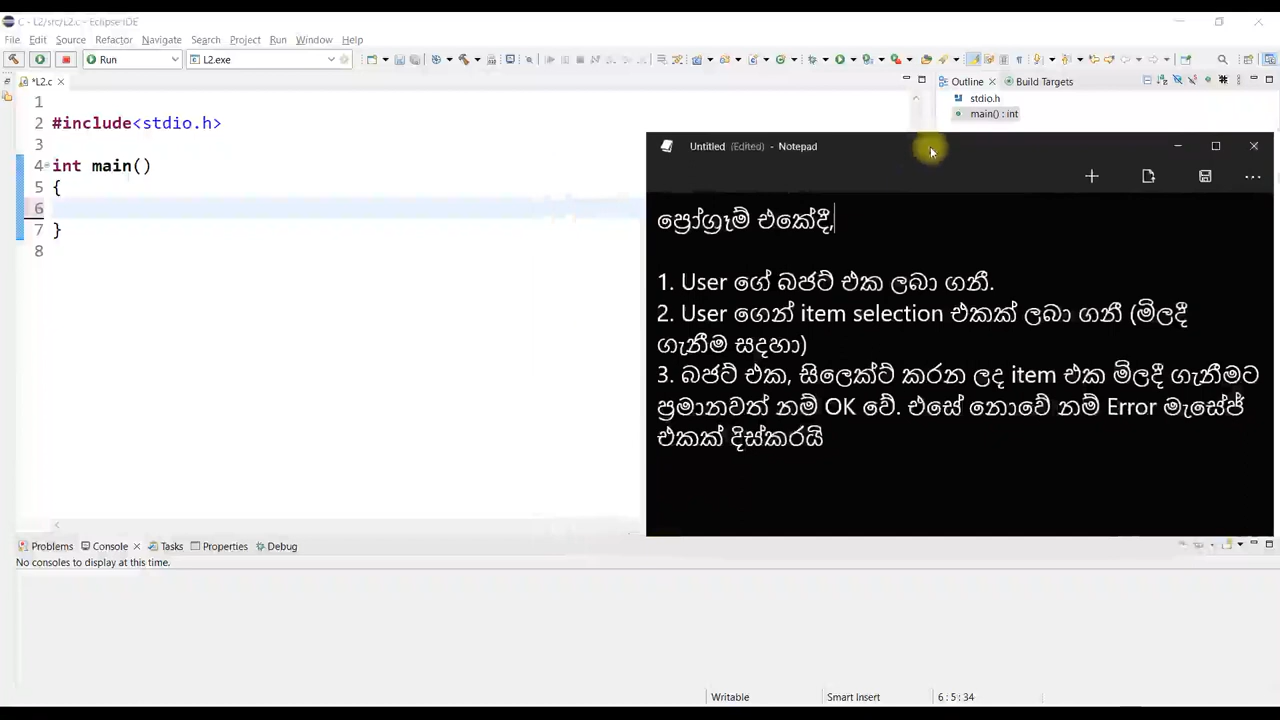 C - L2/src/L2.c - Eclipse IDE
File Edit Source Refactor Navigate Search Project Run Window Help
Run L2.exe
*L2.c
Outline Build Targets
stdio.h
main() : int
1
2 #include<stdio.h>
3
4 int main()
5 {
6
7 }
8
Untitled (Edited) - Notepad
ප්‍රෝග්‍රෑම් එකේදී,
1. User ගේ බජට් එක ලබා ගනී.
2. User ගෙන් item selection එකක් ලබා ගනී (මිලදී
ගැනීම සදහා)
3. බජට් එක, සිලෙක්ට් කරන ලද item එක මිලදී ගැනීමට
ප්‍රමානවත් නම් OK වේ. එසේ නොවේ නම් Error මැසේජ්
එකක් දිස්කරයි
Problems Console Tasks Properties Debug
No consoles to display at this time.
Writable Smart Insert 6 : 5 : 34